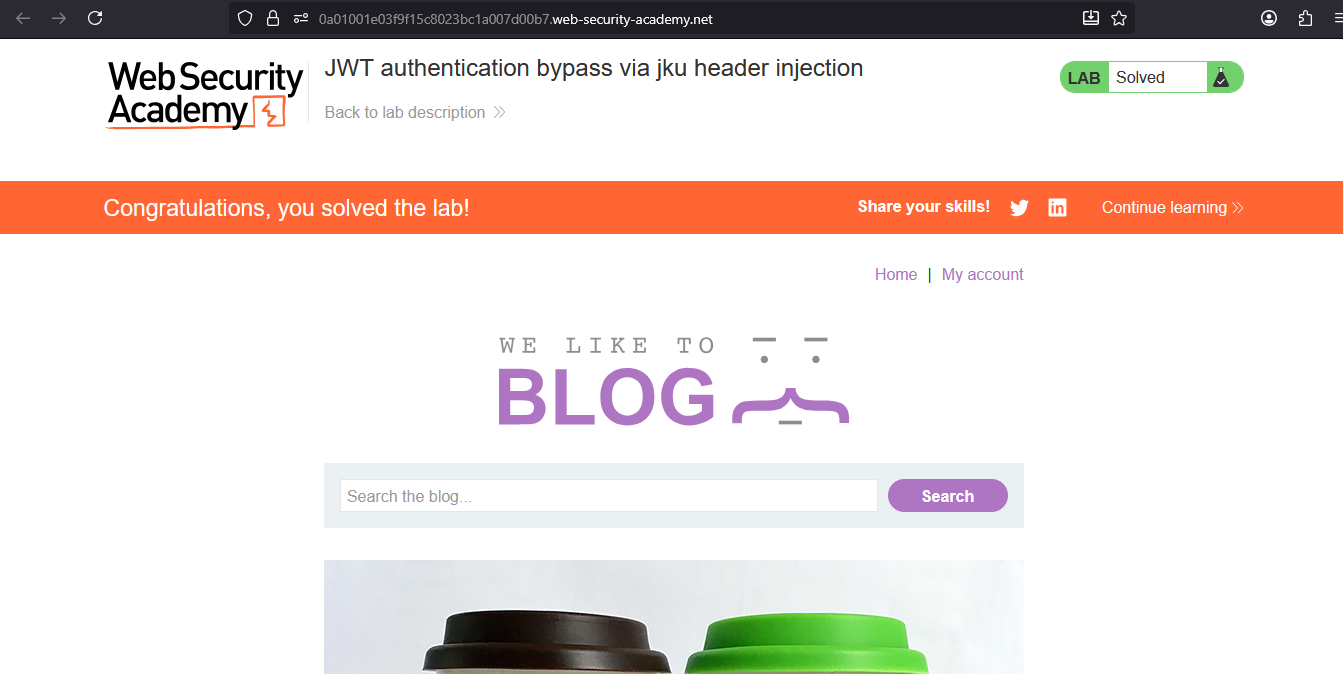 0a01001e03f9f15c8023bc1a007d00b7.web-security-academy.net
Web Security
Academy
JWT authentication bypass via jku header injection
Back to lab description
LAB Solved
Congratulations, you solved the lab!
Share your skills!
Continue learning
Home | My account
WE LIKE TO
BLOG
Search the blog...
Search